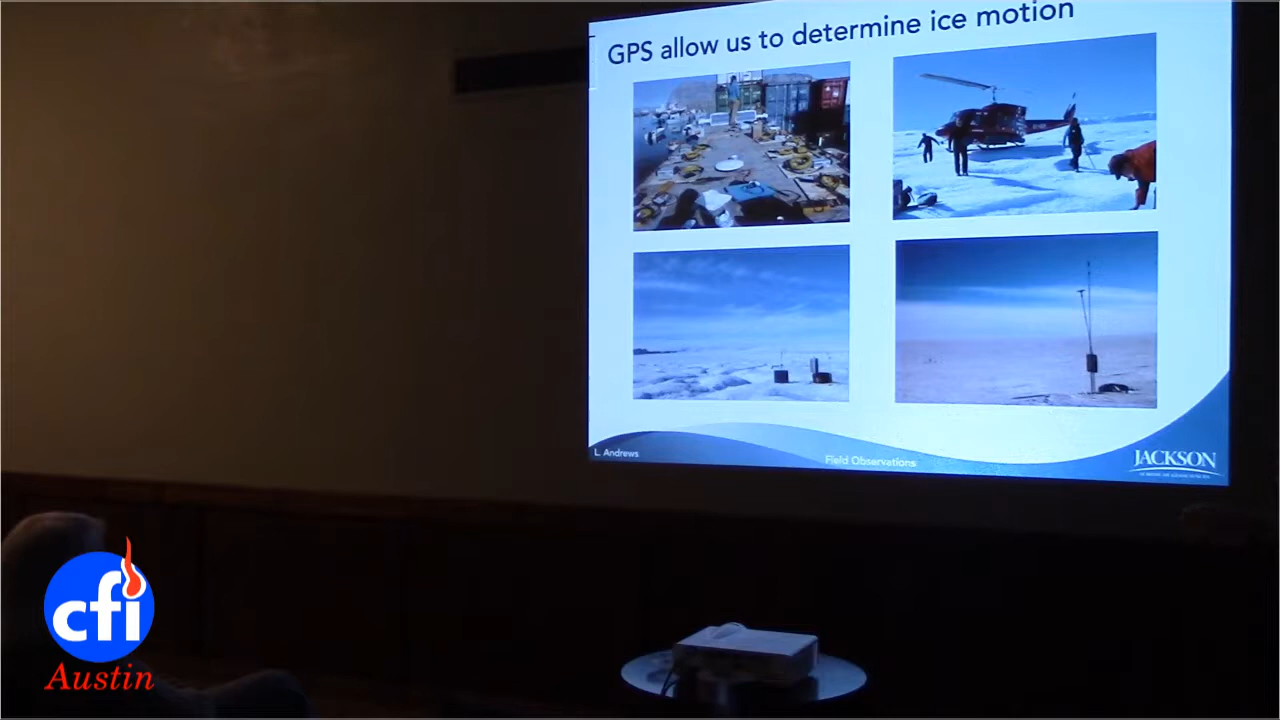 GPS allow us to determine ice motion
L. Andrews
Field Observations
JACKSON
cfi
Austin